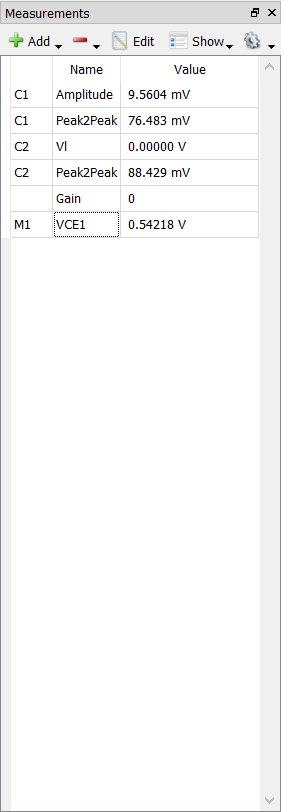 Measurements
Add Edit Show
Name Value
C1 Amplitude 9.5604 mV
C1 Peak2Peak 76.483 mV
C2 Vl 0.00000 V
C2 Peak2Peak 88.429 mV
Gain 0
M1 VCE1 0.54218 V